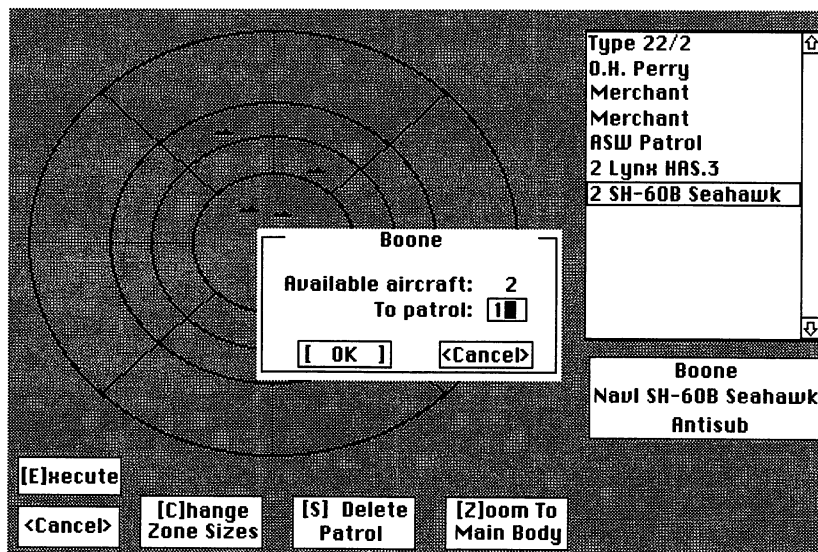 Type 22/2
O.H. Perry
Merchant
Merchant
ASW Patrol
2 Lynx HAS.3
2 SH-60B Seahawk
Boone
Available aircraft: 2
To patrol: 1
[ OK ] <Cancel>
Boone
Navl SH-60B Seahawk
Antisub
[E]xecute
<Cancel>
[C]hange
Zone Sizes
[S] Delete
Patrol
[Z]oom To
Main Body